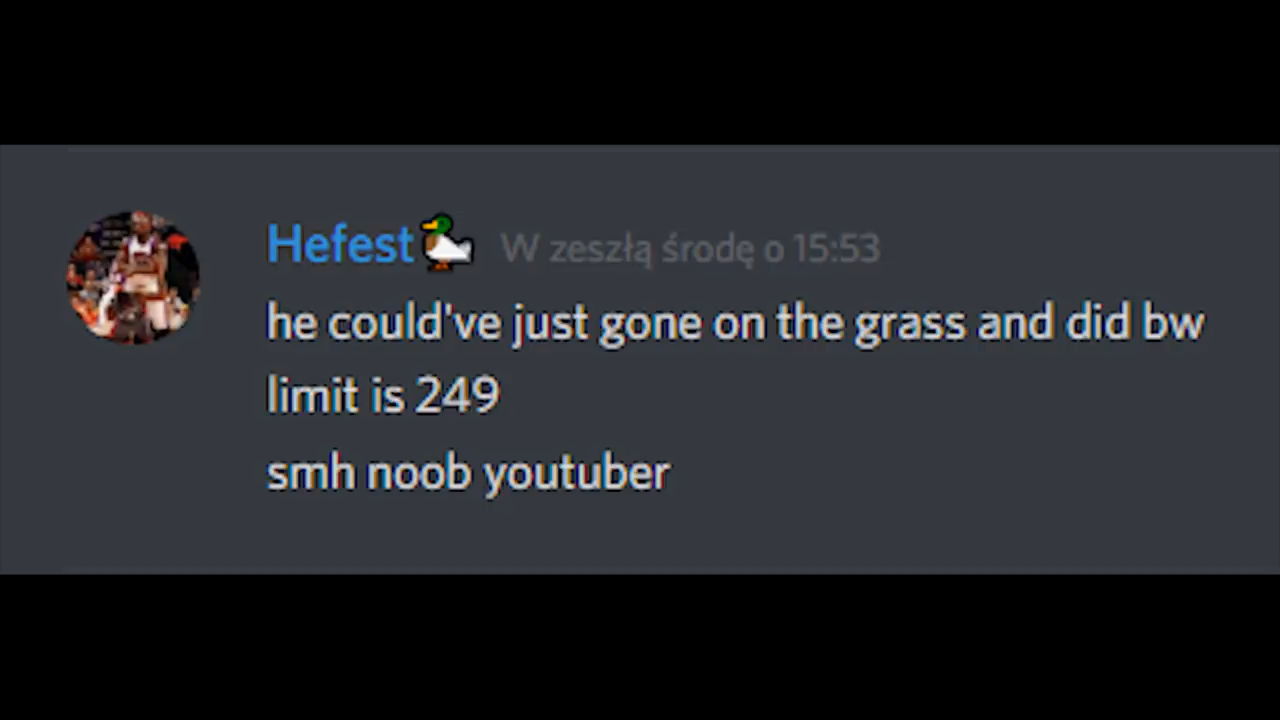 Hefest🦆 W zeszłą środę o 15:53
he could've just gone on the grass and did bw
limit is 249
smh noob youtuber